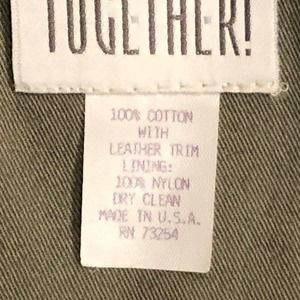 TOGETHER!
100% COTTON
WITH
LEATHER TRIM
LINING:
100% NYLON
DRY CLEAN
MADE IN U.S.A.
RN 73254